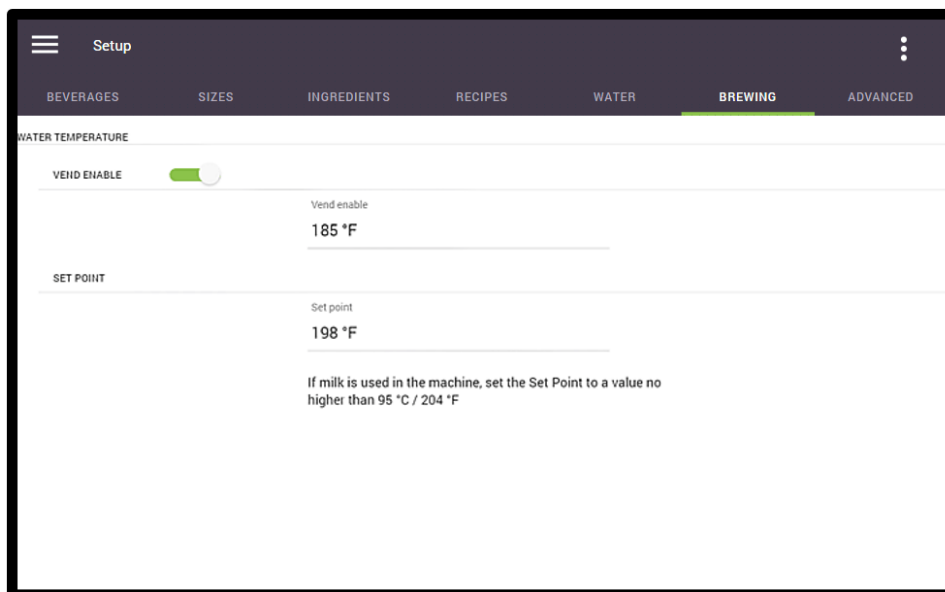 Setup
BEVERAGES SIZES INGREDIENTS RECIPES WATER BREWING ADVANCED
WATER TEMPERATURE
VEND ENABLE
Vend enable
185 °F
SET POINT
Set point
198 °F
If milk is used in the machine, set the Set Point to a value no
higher than 95 °C / 204 °F